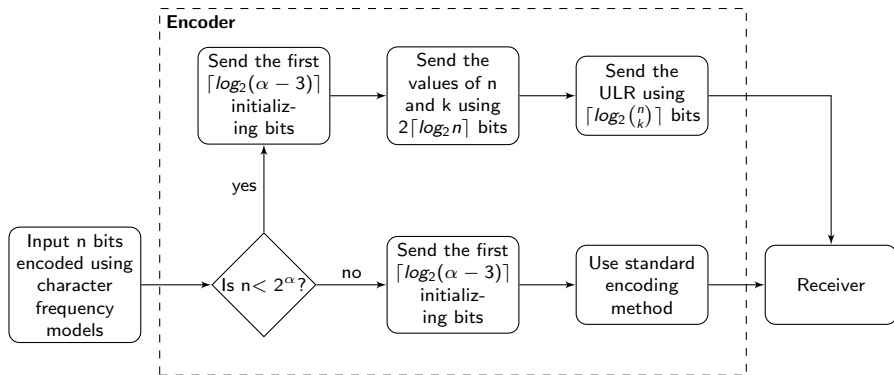 Encoder
Send the first
⌈log₂(α − 3)⌉
initializ-
ing bits
Send the
values of n
and k using
2⌈log₂n⌉ bits
Send the
ULR using
⌈log₂(n k)⌉ bits
yes
Input n bits
encoded using
character
frequency
models
Is n< 2^α?
no
Send the first
⌈log₂(α − 3)⌉
initializ-
ing bits
Use standard
encoding
method
Receiver